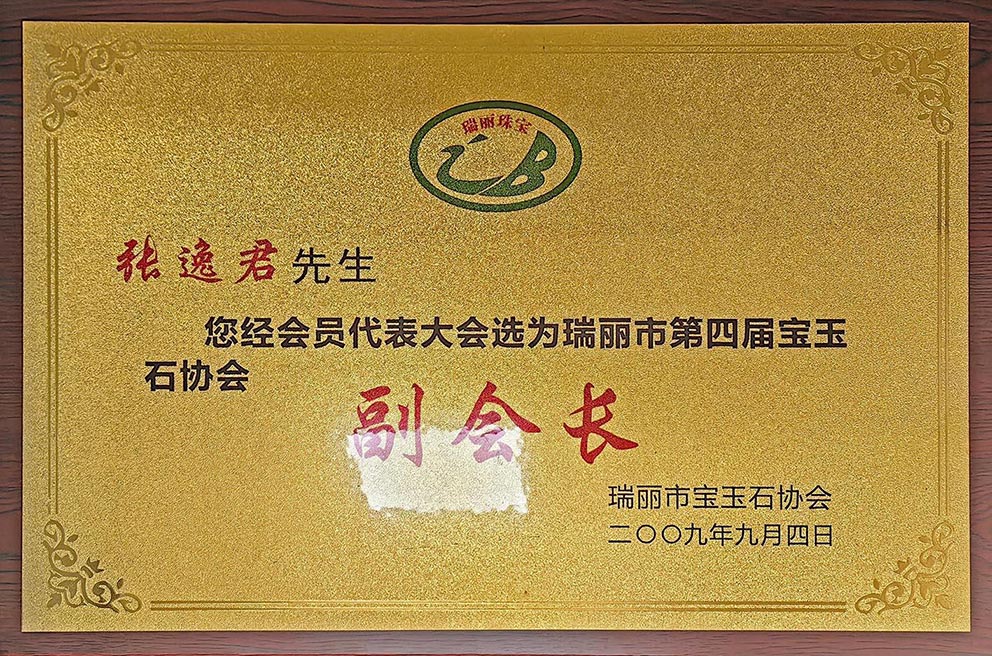 瑞丽珠宝
张逸君先生
您经会员代表大会选为瑞丽市第四届宝玉
石协会
副会长
瑞丽市宝玉石协会
二〇〇九年九月四日